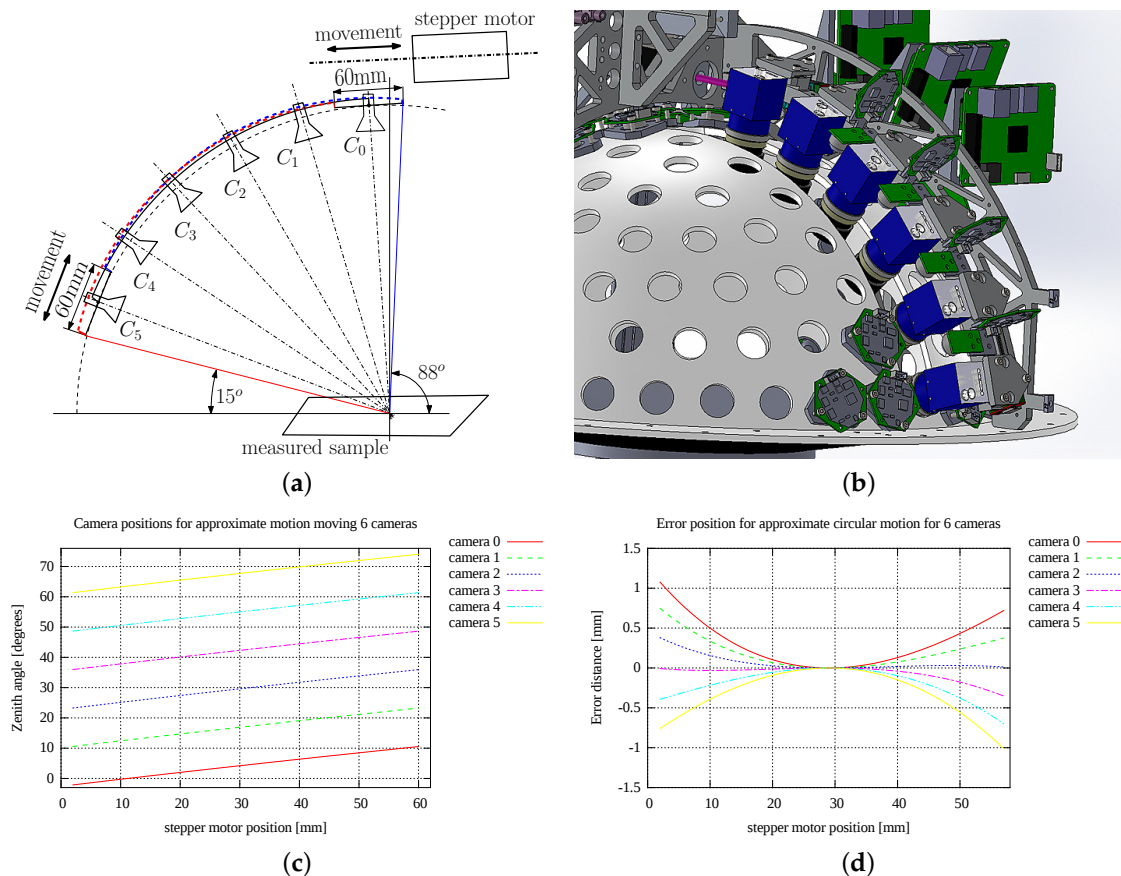 stepper motor
movement
60mm
C0
C1
C2
C3
C4
C5
movement
60mm
88o
15o
measured sample
(a)
(b)
Camera positions for approximate motion moving 6 cameras
camera 0
camera 1
camera 2
camera 3
camera 4
camera 5
Zenith angle [degrees]
70
60
50
40
30
20
10
0
0 10 20 30 40 50 60
stepper motor position [mm]
(c)
Error position for approximate circular motion for 6 cameras
camera 0
camera 1
camera 2
camera 3
camera 4
camera 5
Error distance [mm]
1.5
1
0.5
0
-0.5
-1
-1.5
0 10 20 30 40 50
stepper motor position [mm]
(d)